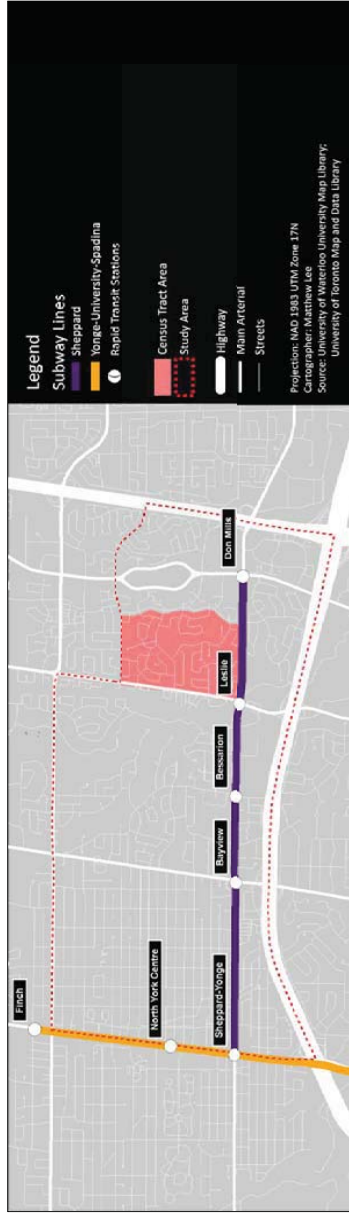 Finch
North York Centre
Sheppard-Yonge
Bayview
Bessarion
Leslie
Don Mills
Legend
Subway Lines
Sheppard
Yonge-University-Spadina
Rapid Transit Stations
Census Tract Area
Study Area
Highway
Main Arterial
Streets
Projection: NAD 1983 UTM Zone 17N
Cartographer: Matthew Lee
Source: University of Waterloo University Map Library;
University of Toronto Map and Data Library